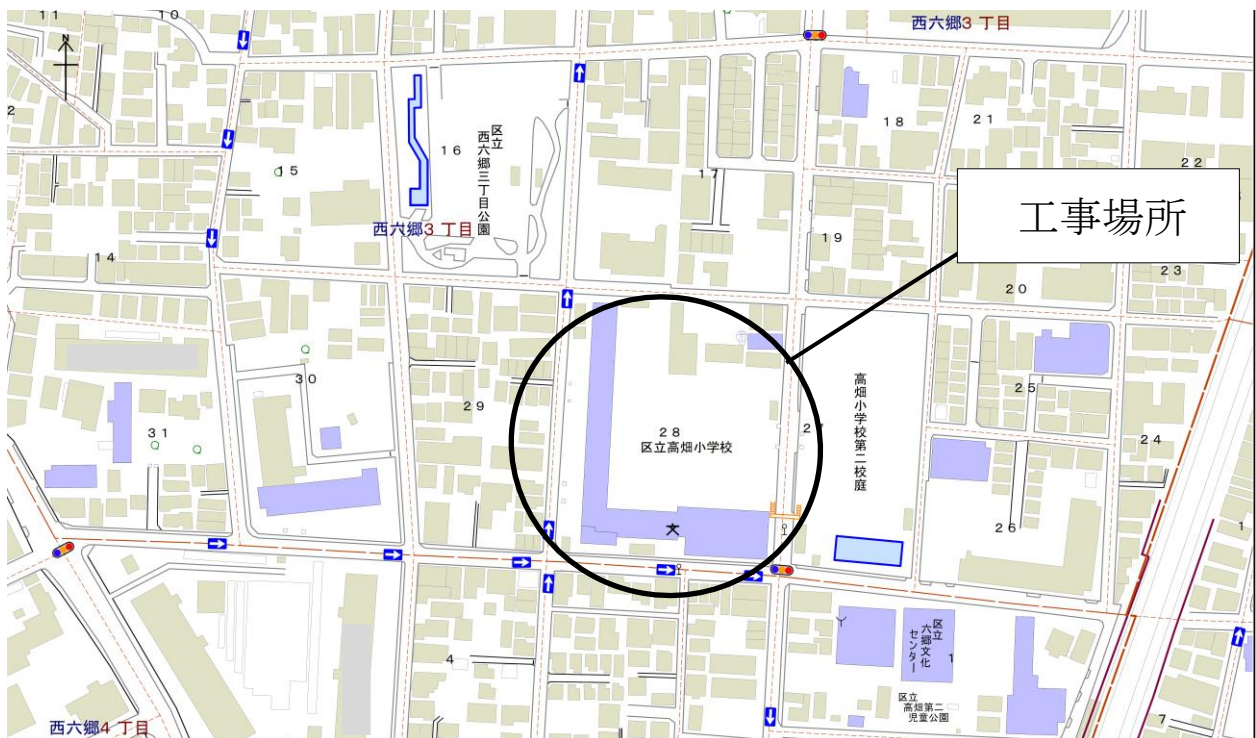 11
10
西六郷3 丁目
N
2
15
16
区立
西六郷三丁目公園
17
18
21
22
工事場所
西六郷3 丁目
14
19
23
20
30
29
31
28
区立高畑小学校
2
高畑小学校第二校庭
25
24
文
26
1
4
区立
六郷文化
センター
1
区立
高畑第二
児童公園
7
西六郷4 丁目